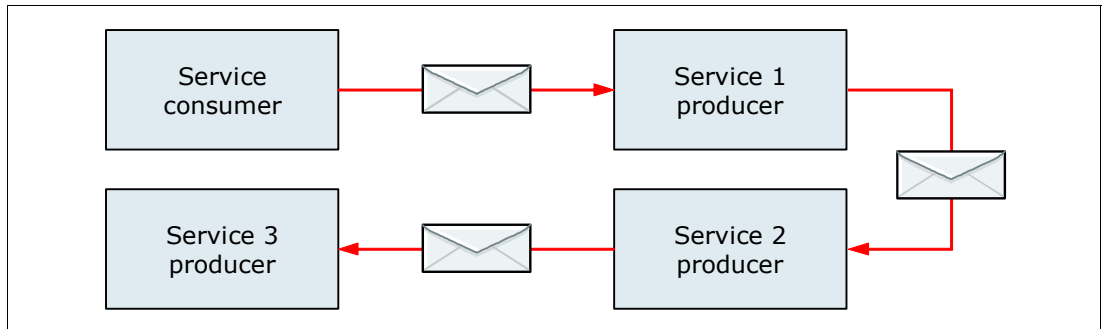 Service
consumer
Service 1
producer
Service 3
producer
Service 2
producer